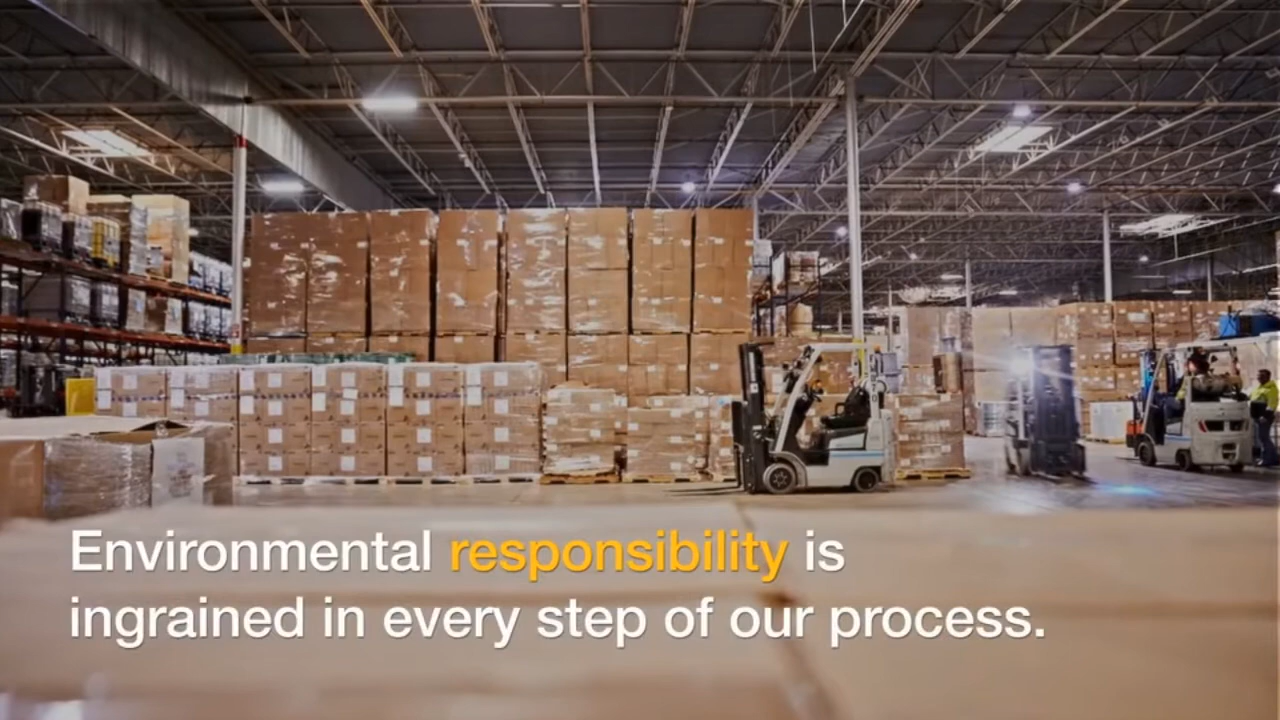 Environmental responsibility is
ingrained in every step of our process.